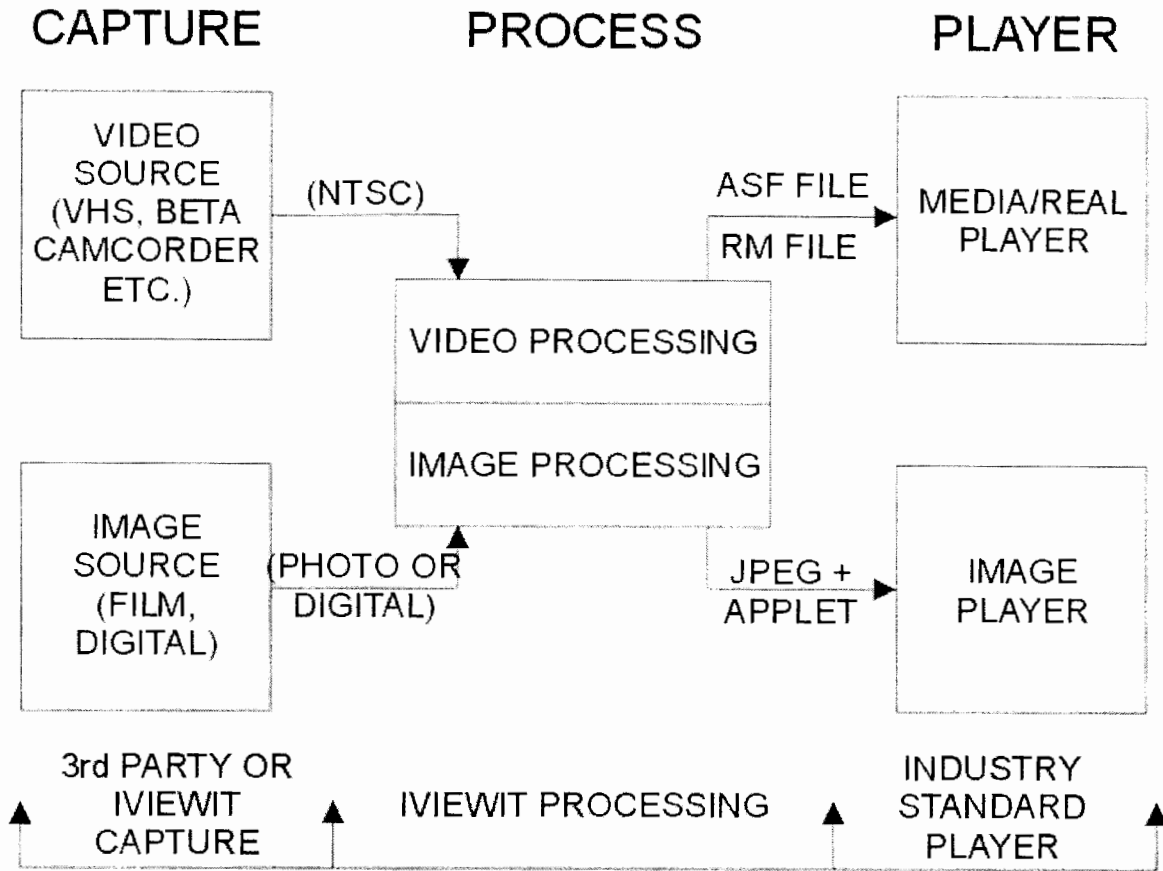 CAPTURE
PROCESS
PLAYER
VIDEO
SOURCE
(VHS, BETA
CAMCORDER
ETC.)
(NTSC)
ASF FILE
RM FILE
MEDIA/REAL
PLAYER
VIDEO PROCESSING
IMAGE PROCESSING
IMAGE
SOURCE
(FILM,
DIGITAL)
(PHOTO OR
DIGITAL)
JPEG +
APPLET
IMAGE
PLAYER
3rd PARTY OR
IVIEWIT
CAPTURE
IVIEWIT PROCESSING
INDUSTRY
STANDARD
PLAYER